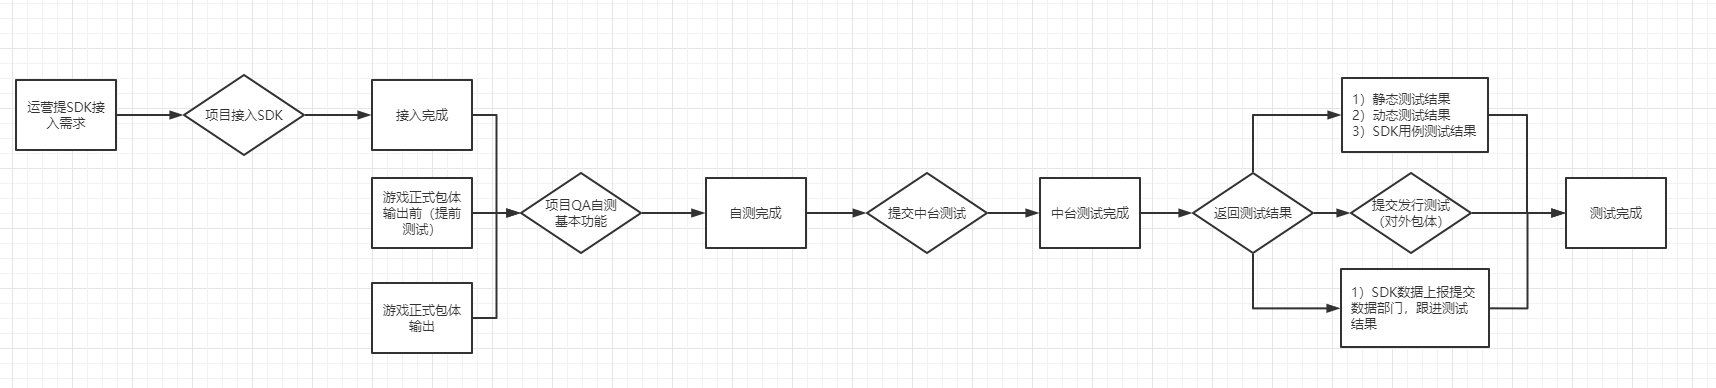 运营提SDK接
入需求
项目接入SDK
接入完成
游戏正式包体
输出前（提前
测试）
游戏正式包体
输出
项目QA自测
基本功能
自测完成
提交中台测试
中台测试完成
返回测试结果
1）静态测试结果
2）动态测试结果
3）SDK用例测试结果
提交发行测试
（对外包体）
1）SDK数据上报提交
数据部门，跟进测试
结果
测试完成